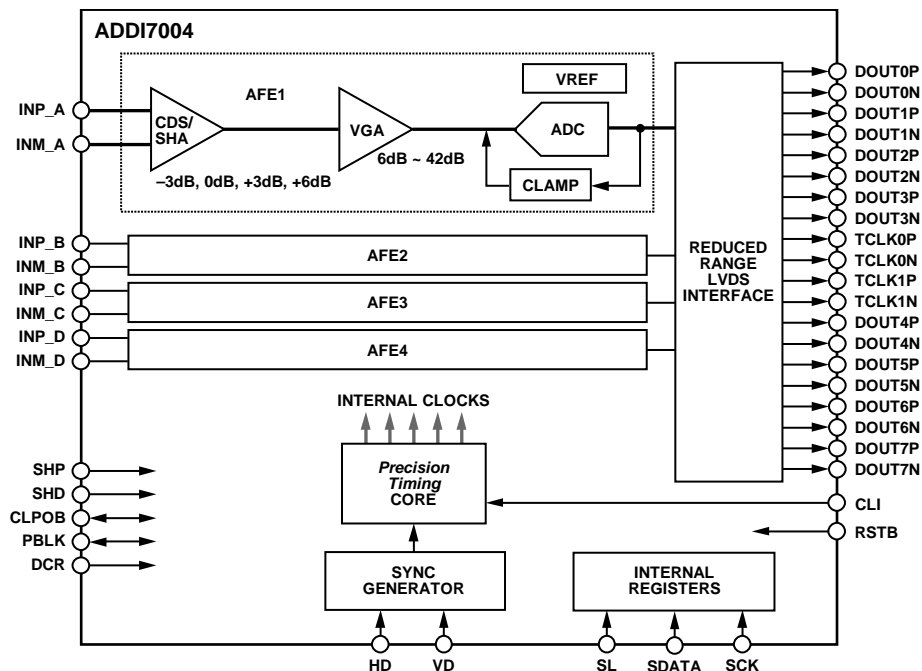 ADDI7004
AFE1
VREF
INP_A
INM_A
CDS/
SHA
VGA
ADC
–3dB, 0dB, +3dB, +6dB
6dB ~ 42dB
CLAMP
INP_B
INM_B
AFE2
INP_C
INM_C
AFE3
INP_D
INM_D
AFE4
REDUCED
RANGE
LVDS
INTERFACE
DOUT0P
DOUT0N
DOUT1P
DOUT1N
DOUT2P
DOUT2N
DOUT3P
DOUT3N
TCLK0P
TCLK0N
TCLK1P
TCLK1N
DOUT4P
DOUT4N
DOUT5P
DOUT5N
DOUT6P
DOUT6N
DOUT7P
DOUT7N
INTERNAL CLOCKS
Precision
Timing
CORE
SHP
SHD
CLPOB
PBLK
DCR
CLI
RSTB
SYNC
GENERATOR
INTERNAL
REGISTERS
HD
VD
SL
SDATA
SCK